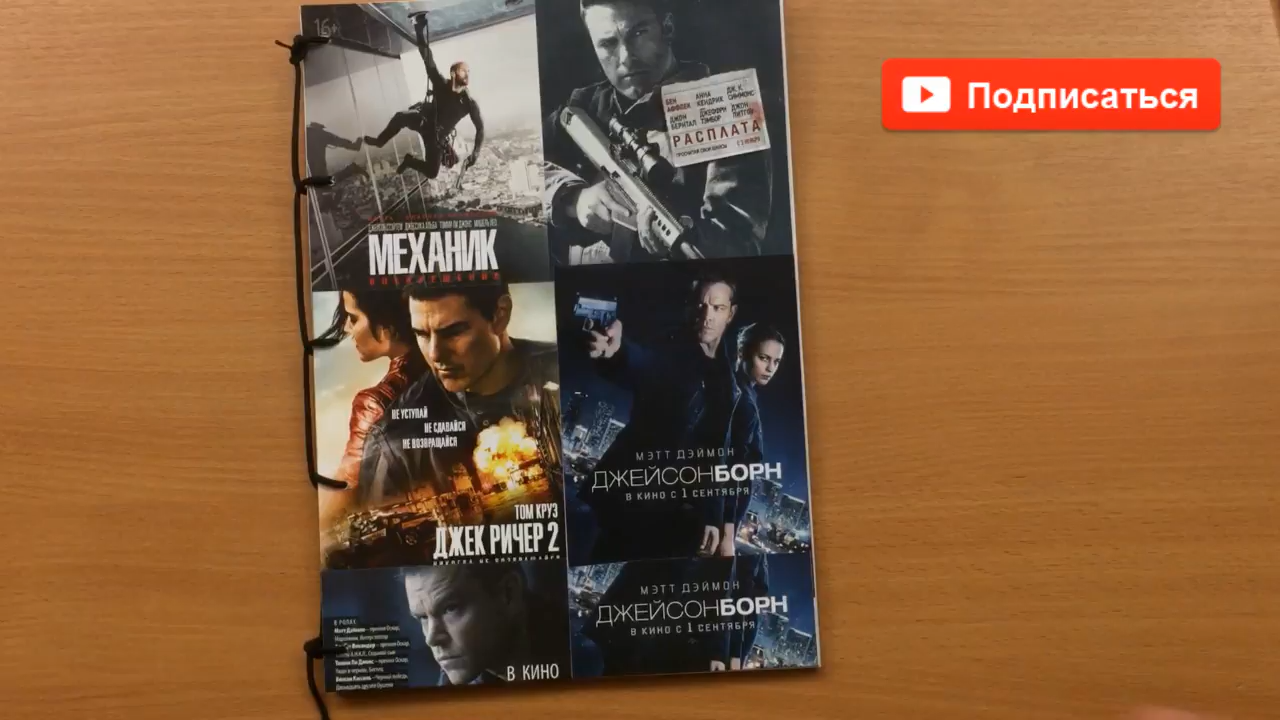 16+
Подписаться
БЕН АФФЛЕК АННА КЕНДРИК ДЖ. К. СИММОНС
ДЖОН БЕРНТАЛ ДЖЕФФРИ ТЭМБОР ДЖОН ЛИТГОУ
РАСПЛАТА
МЕХАНИК
НЕ УСТУПАЙ
НЕ СДАВАЙСЯ
НЕ ВОЗВРАЩАЙСЯ
ТОМ КРУЗ
ДЖЕК РИЧЕР 2
МЭТТ ДЭЙМОН
ДЖЕЙСОНБОРН
В КИНО С 1 СЕНТЯБРЯ
В РОЛЯХ
Мэтт Дэймон
В КИНО
МЭТТ ДЭЙМОН
ДЖЕЙСОНБОРН
В КИНО С 1 СЕНТЯБРЯ